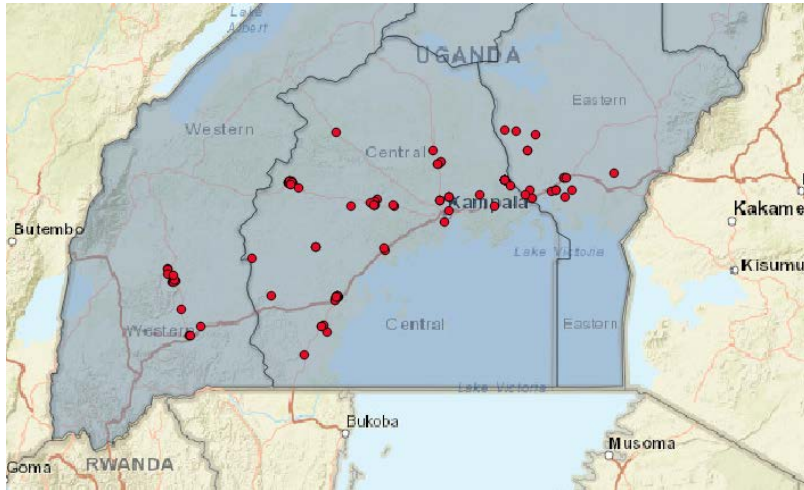 Lake
Albert
UGANDA
Eastern
Western
Central
Kampala
Butembo
Kakame
Lake Victoria
Kisumu
Western
Central
Eastern
Lake Victoria
Bukoba
Musoma
Goma
RWANDA